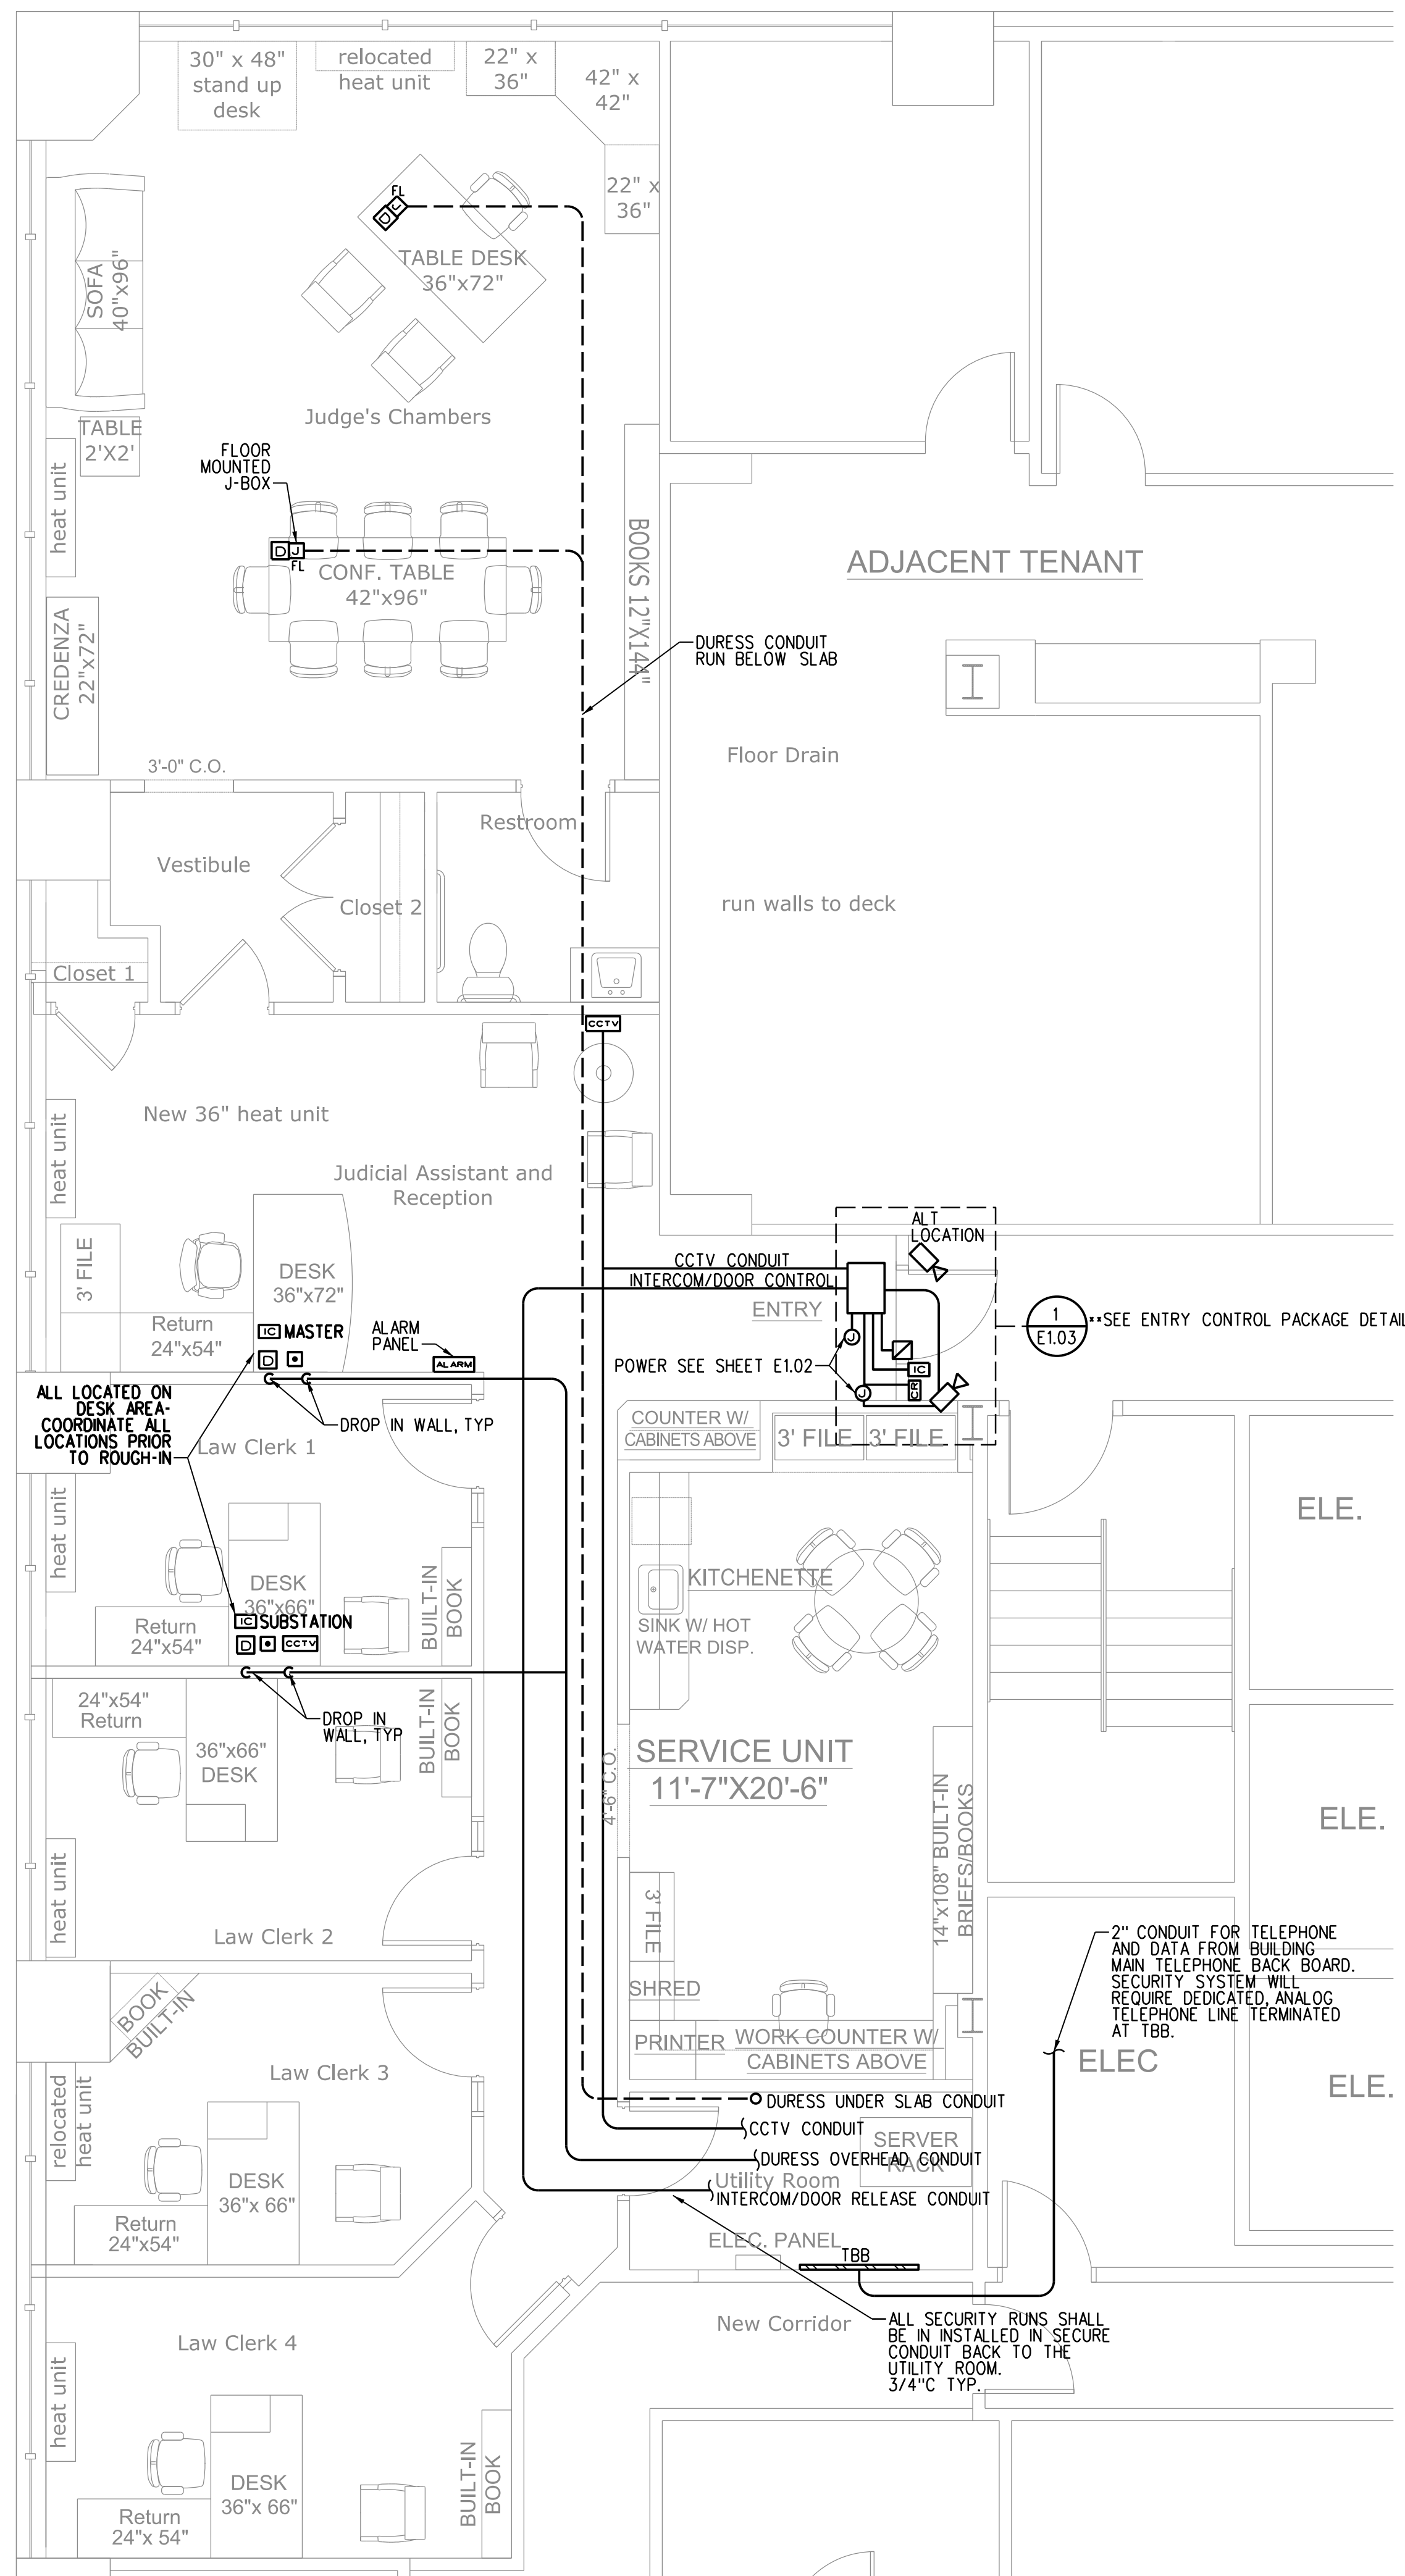 30" x 48"
stand up
desk
relocated
heat unit
22" x
36"
42" x
42"
22" x
36"
FL
J
D
TABLE DESK
36"x72"
SOFA
40"x96"
Judge's Chambers
TABLE
2'X2'
heat unit
FLOOR
MOUNTED
J-BOX
D J
FL
CONF. TABLE
42"x96"
BOOKS 12"X144"
ADJACENT TENANT
CREDENZA
22"x72"
DURESS CONDUIT
RUN BELOW SLAB
I
Floor Drain
3'-0" C.O.
Restroom
Vestibule
Closet 2
run walls to deck
Closet 1
CCTV
New 36" heat unit
heat unit
Judicial Assistant and
Reception
3' FILE
DESK
36"x72"
Return
24"x54"
IC MASTER
D
ALARM
PANEL
ALARM
ALT
LOCATION
CCTV CONDUIT
INTERCOM/DOOR CONTROL
ENTRY
1
E1.03
**SEE ENTRY CONTROL PACKAGE DETAIL
J
IC
CR
J
POWER SEE SHEET E1.02
ALL LOCATED ON
DESK AREA-
COORDINATE ALL
LOCATIONS PRIOR
TO ROUGH-IN
DROP IN WALL, TYP
Law Clerk 1
COUNTER W/
CABINETS ABOVE
3' FILE
3' FILE
I
heat unit
DESK
36"x66"
Return
24"x54"
BUILT-IN
BOOK
IC SUBSTATION
D CCTV
KITCHENETTE
SINK W/ HOT
WATER DISP.
ELE.
DROP IN
WALL, TYP
24"x54"
Return
36"x66"
DESK
BUILT-IN
BOOK
4'-6" C.O.
SERVICE UNIT
11'-7"X20'-6"
14"x108" BUILT-IN
BRIEFS/BOOKS
ELE.
heat unit
Law Clerk 2
3' FILE
SHRED
PRINTER
WORK COUNTER W/
CABINETS ABOVE
I
2" CONDUIT FOR TELEPHONE
AND DATA FROM BUILDING
MAIN TELEPHONE BACK BOARD.
SECURITY SYSTEM WILL
REQUIRE DEDICATED, ANALOG
TELEPHONE LINE TERMINATED
AT TBB.
ELEC
ELE.
BOOK
BUILT-IN
Law Clerk 3
relocated
heat unit
DESK
36"x 66"
Return
24"x54"
DURESS UNDER SLAB CONDUIT
CCTV CONDUIT
SERVER
RACK
DURESS OVERHEAD CONDUIT
Utility Room
INTERCOM/DOOR RELEASE CONDUIT
ELEC. PANEL
TBB
New Corridor
ALL SECURITY RUNS SHALL
BE IN INSTALLED IN SECURE
CONDUIT BACK TO THE
UTILITY ROOM.
3/4"C TYP.
Law Clerk 4
heat unit
DESK
36"x 66"
Return
24"x 54"
BUILT-IN
BOOK